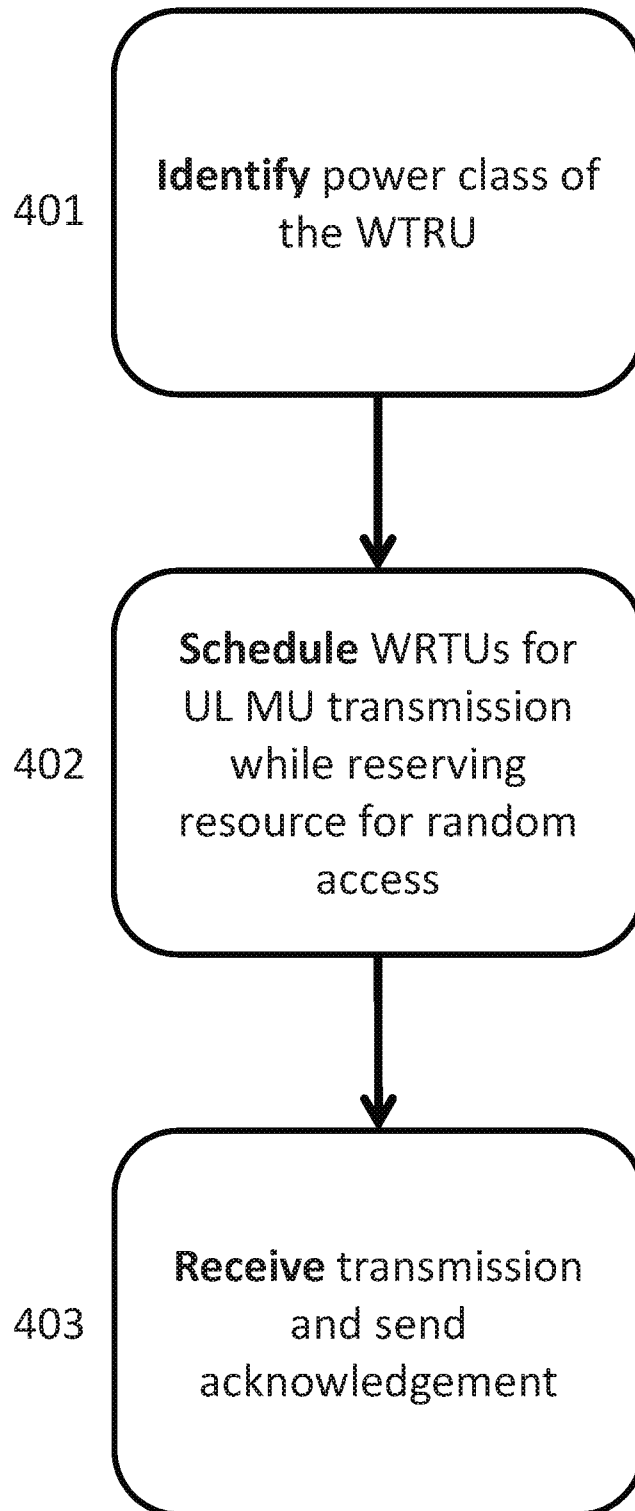 401
Identify power class of
the WTRU
402
Schedule WRTUs for
UL MU transmission
while reserving
resource for random
access
403
Receive transmission
and send
acknowledgement